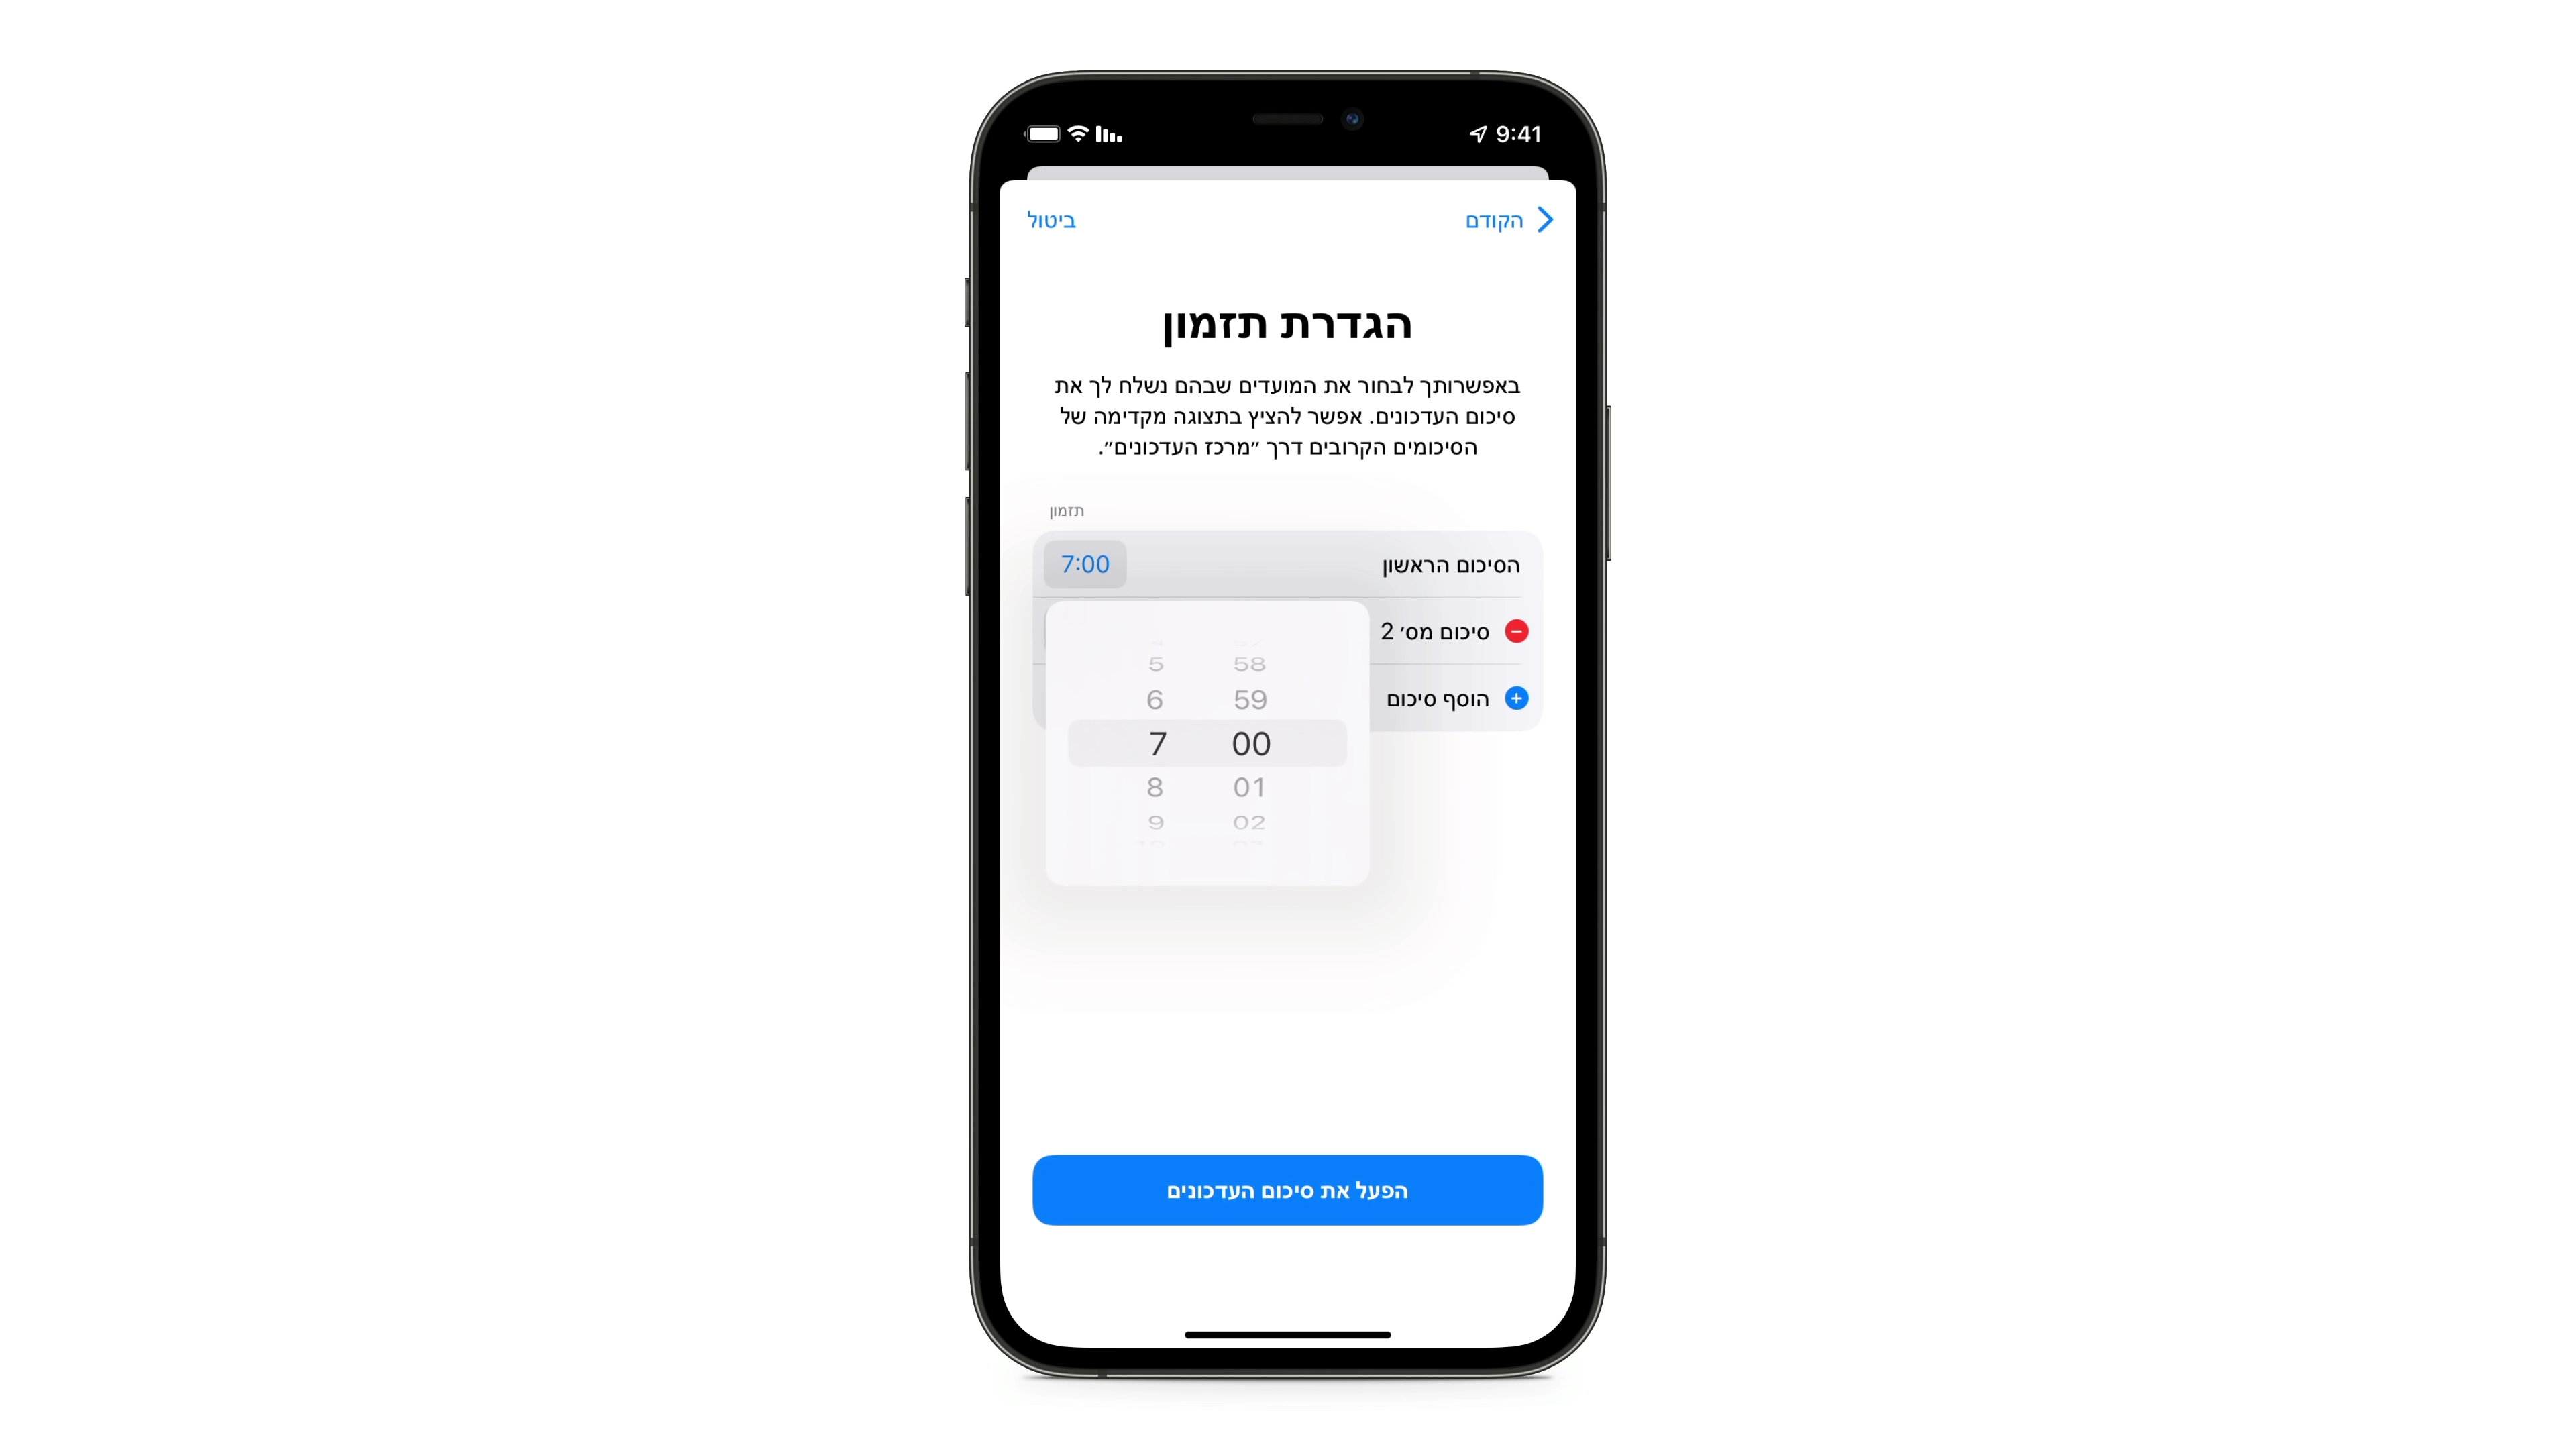 9:41
הקודם
ביטול
הגדרת תזמון
באפשרותך לבחור את המועדים שבהם נשלח לך את
סיכום העדכונים. אפשר להציץ בתצוגה מקדימה של
הסיכומים הקרובים דרך ״מרכז העדכונים״.
תזמון
הסיכום הראשון 7:00
סיכום מס׳ 2
הוסף סיכום
5 58
6 59
7 00
8 01
9 02
הפעל את סיכום העדכונים